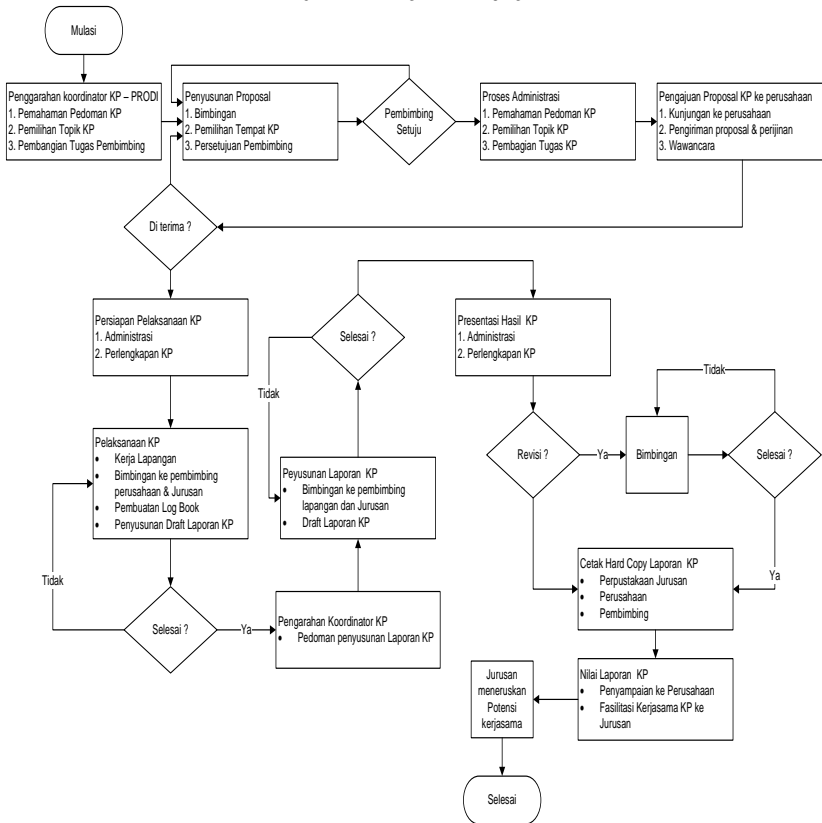 Mulasi
Penggarahan koordinator KP – PRODI
1. Pemahaman Pedoman KP
2. Pemilihan Topik KP
3. Pembangian Tugas Pembimbing
Penyusunan Proposal
1. Bimbingan
2. Pemilihan Tempat KP
3. Persetujuan Pembimbing
Pembimbing
Setuju
Proses Administrasi
1. Pemahaman Pedoman KP
2. Pemilihan Topik KP
3. Pembagian Tugas KP
Pengajuan Proposal KP ke perusahaan
1. Kunjungan ke perusahaan
2. Pengiriman proposal & perijinan
3. Wawancara
Di terima ?
Persiapan Pelaksanaan KP
1. Administrasi
2. Perlengkapan KP
Pelaksanaan KP
• Kerja Lapangan
• Bimbingan ke pembimbing
perusahaan & Jurusan
• Pembuatan Log Book
• Penyusunan Draft Laporan KP
Tidak
Selesai ?
Ya
Pengarahan Koordinator KP
• Pedoman penyusunan Laporan KP
Peyusunan Laporan KP
• Bimbingan ke pembimbing
lapangan dan Jurusan
• Draft Laporan KP
Tidak
Selesai ?
Presentasi Hasil KP
1. Administrasi
2. Perlengkapan KP
Revisi ?
Ya
Bimbingan
Tidak
Selesai ?
Ya
Cetak Hard Copy Laporan KP
• Perpustakaan Jurusan
• Perusahaan
• Pembimbing
Nilai Laporan KP
• Penyampaian ke Perusahaan
• Fasilitasi Kerjasama KP ke
Jurusan
Jurusan
meneruskan
Potensi
kerjasama
Selesai